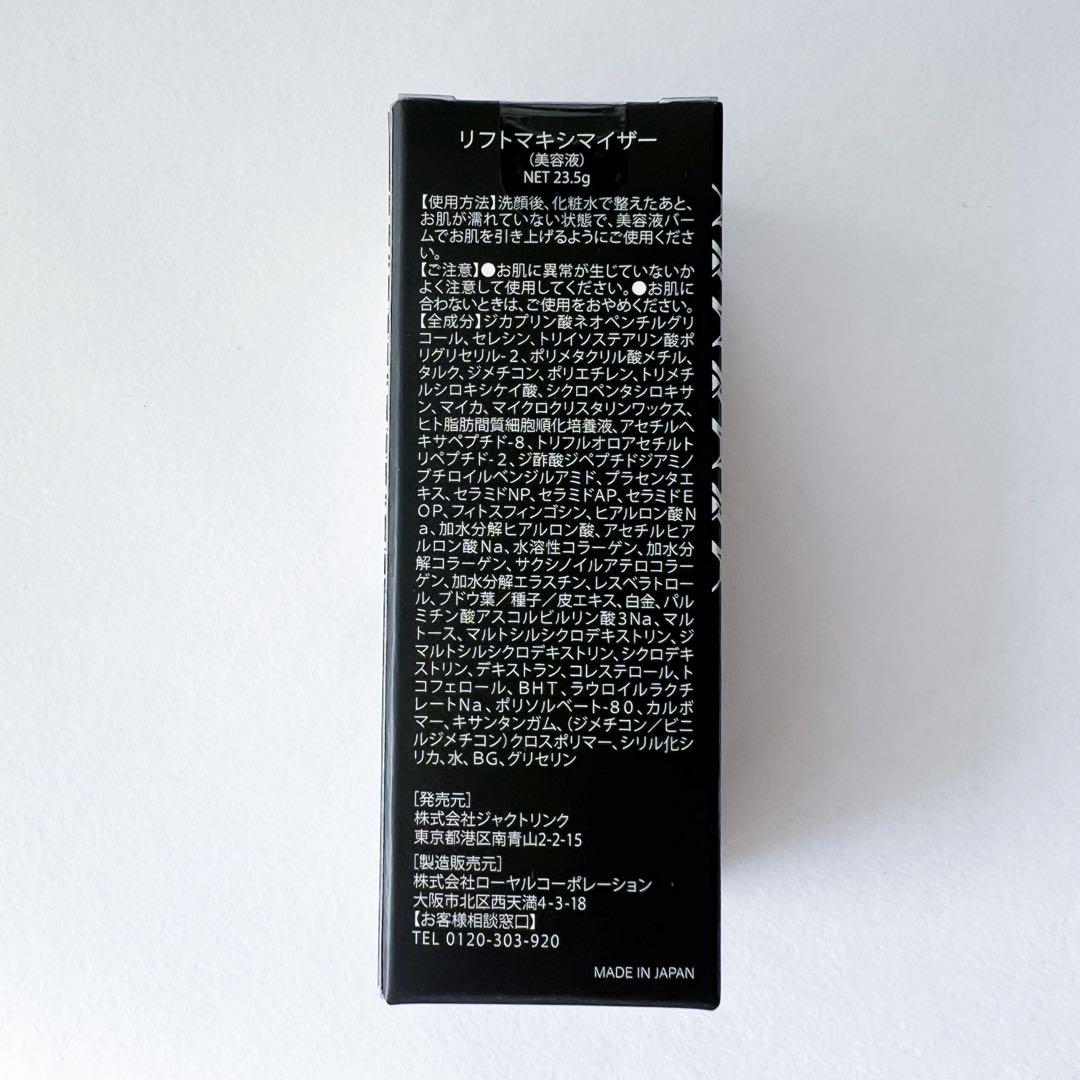 リフトマキシマイザー
（美容液）
NET 23.5g
【使用方法】洗顔後、化粧水で整えたあと、
お肌が濡れていない状態で、美容液バー
ムでお肌を引き上げるようにご使用くださ
い。
【ご注意】●お肌に異常が生じていないか
よく注意して使用してください。●お肌に
合わないときは、ご使用をおやめください。
【全成分】ジカプリン酸ネオペンチルグリ
コール、セレシン、トリイソステアリン酸ポ
リグリセリル-2、ポリメタクリル酸メチル、
タルク、ジメチコン、ポリエチレン、トリメチ
ルシロキシケイ酸、シクロペンタシロキサ
ン、マイカ、マイクロクリスタリンワックス、
ヒト脂肪間質細胞順化培養液、アセチルヘ
キサペプチド-8、トリフルオロアセチルト
リペプチド-2、ジ酢酸ジペプチドジアミノ
ブチロイルベンジルアミド、プラセンタエ
キス、セラミドNP、セラミドAP、セラミドE
OP、フィトスフィンゴシン、ヒアルロン酸N
a、加水分解ヒアルロン酸、アセチルヒア
ルロン酸Na、水溶性コラーゲン、加水分
解コラーゲン、サクシノイルアテロコラー
ゲン、加水分解エラスチン、レスベラトロー
ル、ブドウ葉／種子／皮エキス、白金、パル
ミチン酸アスコルビルリン酸3Na、マル
トース、マルトシルシクロデキストリン、ジ
マルトシルシクロデキストリン、シクロデキ
ストリン、デキストラン、コレステロール、ト
コフェロール、BHT、ラウロイルラクチ
レートNa、ポリソルベート-80、カルボ
マー、キサンタンガム、（ジメチコン／ビニ
ルジメチコン）クロスポリマー、シリル化シ
リカ、水、BG、グリセリン
［発売元］
株式会社ジャクトリンク
東京都港区南青山2-2-15
［製造販売元］
株式会社ローヤルコーポレーション
大阪市北区西天満4-3-18
【お客様相談窓口】
TEL 0120-303-920
MADE IN JAPAN